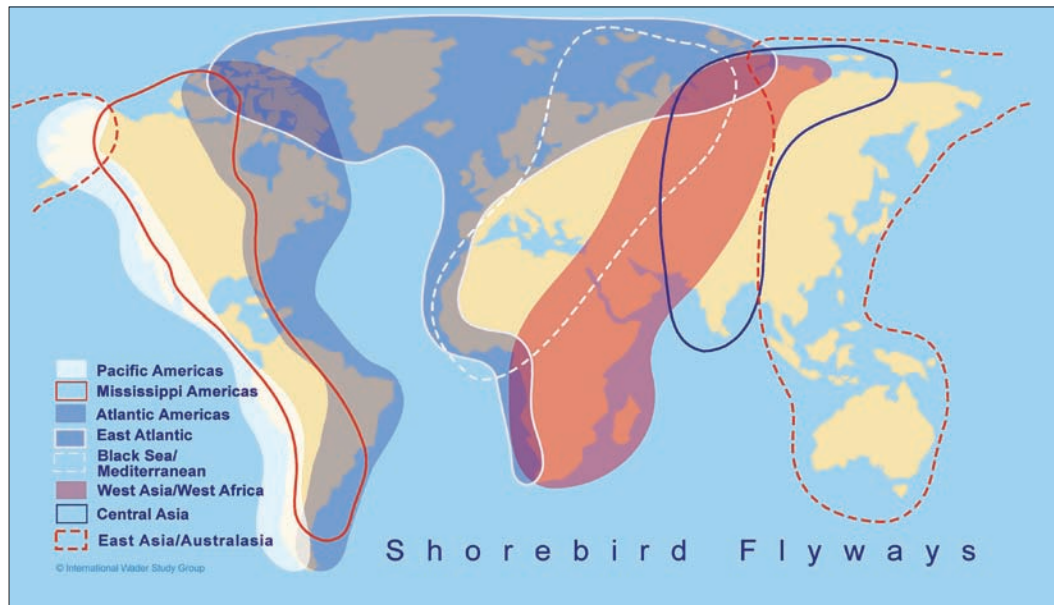 Pacific Americas
Mississippi Americas
Atlantic Americas
East Atlantic
Black Sea/
Mediterranean
West Asia/West Africa
Central Asia
East Asia/Australasia
© International Wader Study Group
Shorebird Flyways